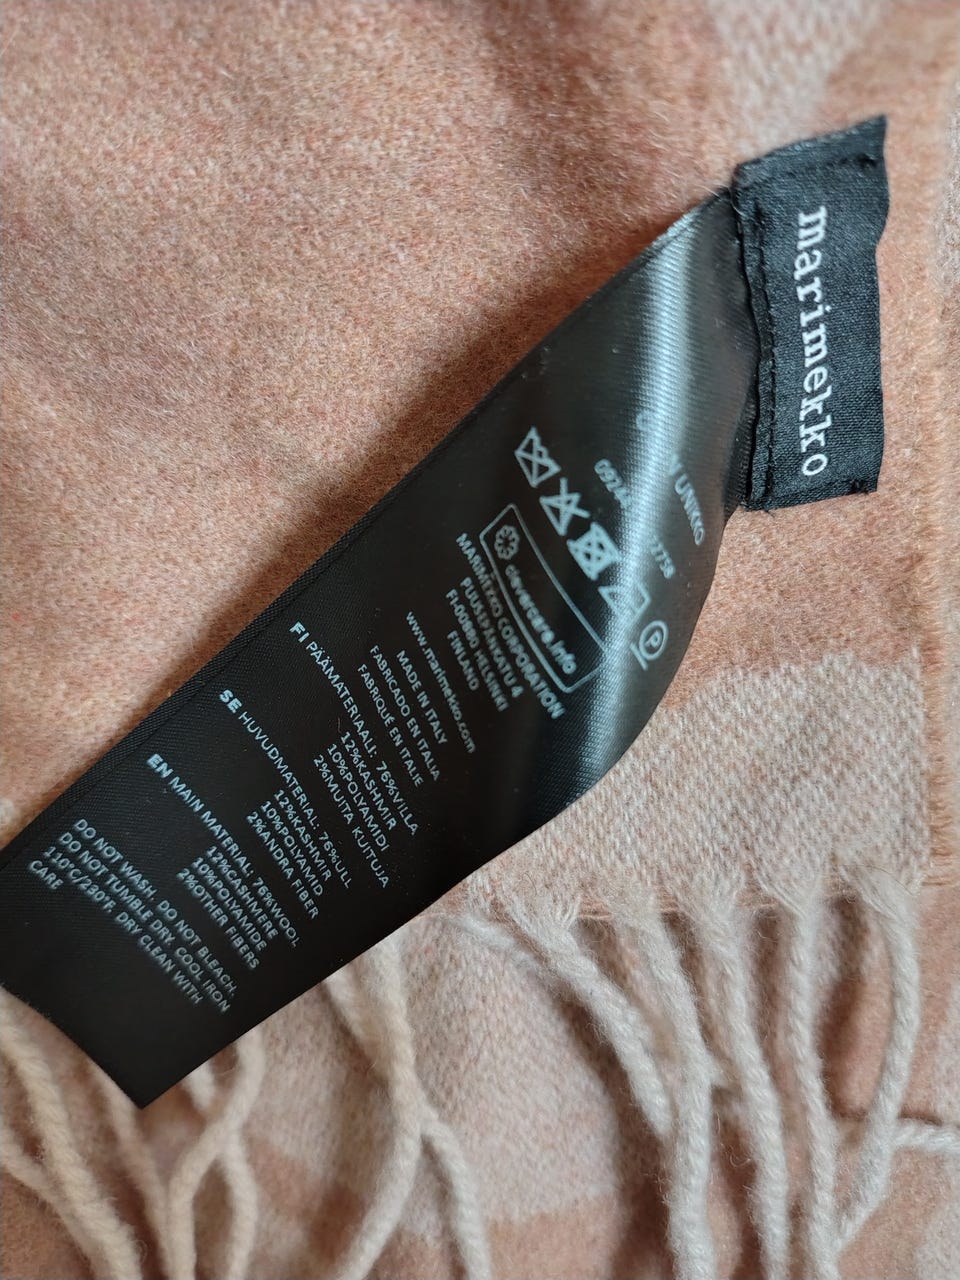 marimekko
UNIKKO
P
clevercare.info
MARIMEKKO CORPORATION
PUUSEPÄNKATU 4
FI-00880 HELSINKI
FINLAND
www.marimekko.com
MADE IN ITALY
FABRICADO EN ITALIA
FABRIQUÉ EN ITALIE
FI PÄÄMATERIAALI: 76%VILLA
12%KASHMIR
10%POLYAMIDI
2%MUITA KUITUJA
SE HUVUDMATERIAL: 76%ULL
12%KASHMIR
10%POLYAMID
2%ANDRA FIBER
EN MAIN MATERIAL: 76%WOOL
12%CASHMERE
10%POLYAMIDE
2%OTHER FIBERS
DO NOT WASH. DO NOT BLEACH.
DO NOT TUMBLE DRY. COOL IRON
110°C/230°F. DRY CLEAN WITH
CARE